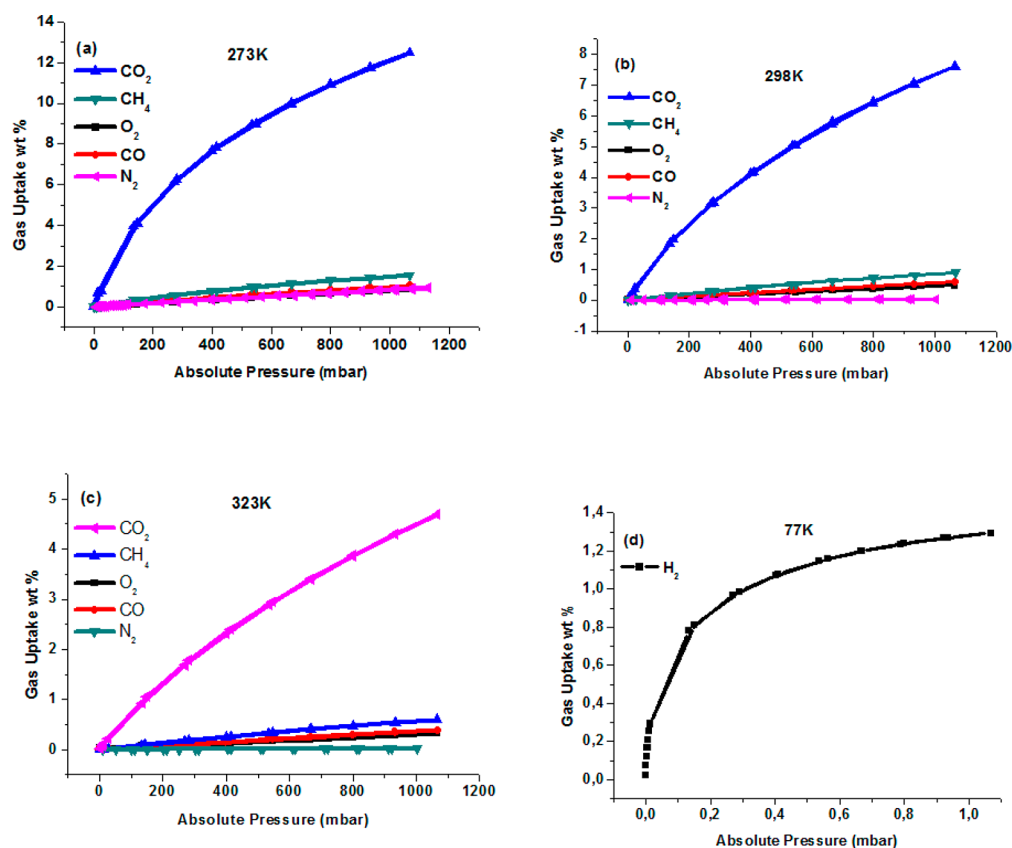 (a)
273K
CO₂
CH₄
O₂
CO
N₂
14
12
10
8
6
4
2
0
Gas Uptake wt %
0 200 400 600 800 1000 1200
Absolute Pressure (mbar)
(b)
298K
CO₂
CH₄
O₂
CO
N₂
8
7
6
5
4
3
2
1
0
-1
Gas Uptake wt %
0 200 400 600 800 1000 1200
Absolute Pressure (mbar)
(c)
323K
CO₂
CH₄
O₂
CO
N₂
5
4
3
2
1
0
Gas Uptake wt %
0 200 400 600 800 1000 1200
Absolute Pressure (mbar)
(d)
77K
H₂
1,4
1,2
1,0
0,8
0,6
0,4
0,2
0,0
Gas Uptake wt %
0,0 0,2 0,4 0,6 0,8 1,0
Absolute Pressure (mbar)